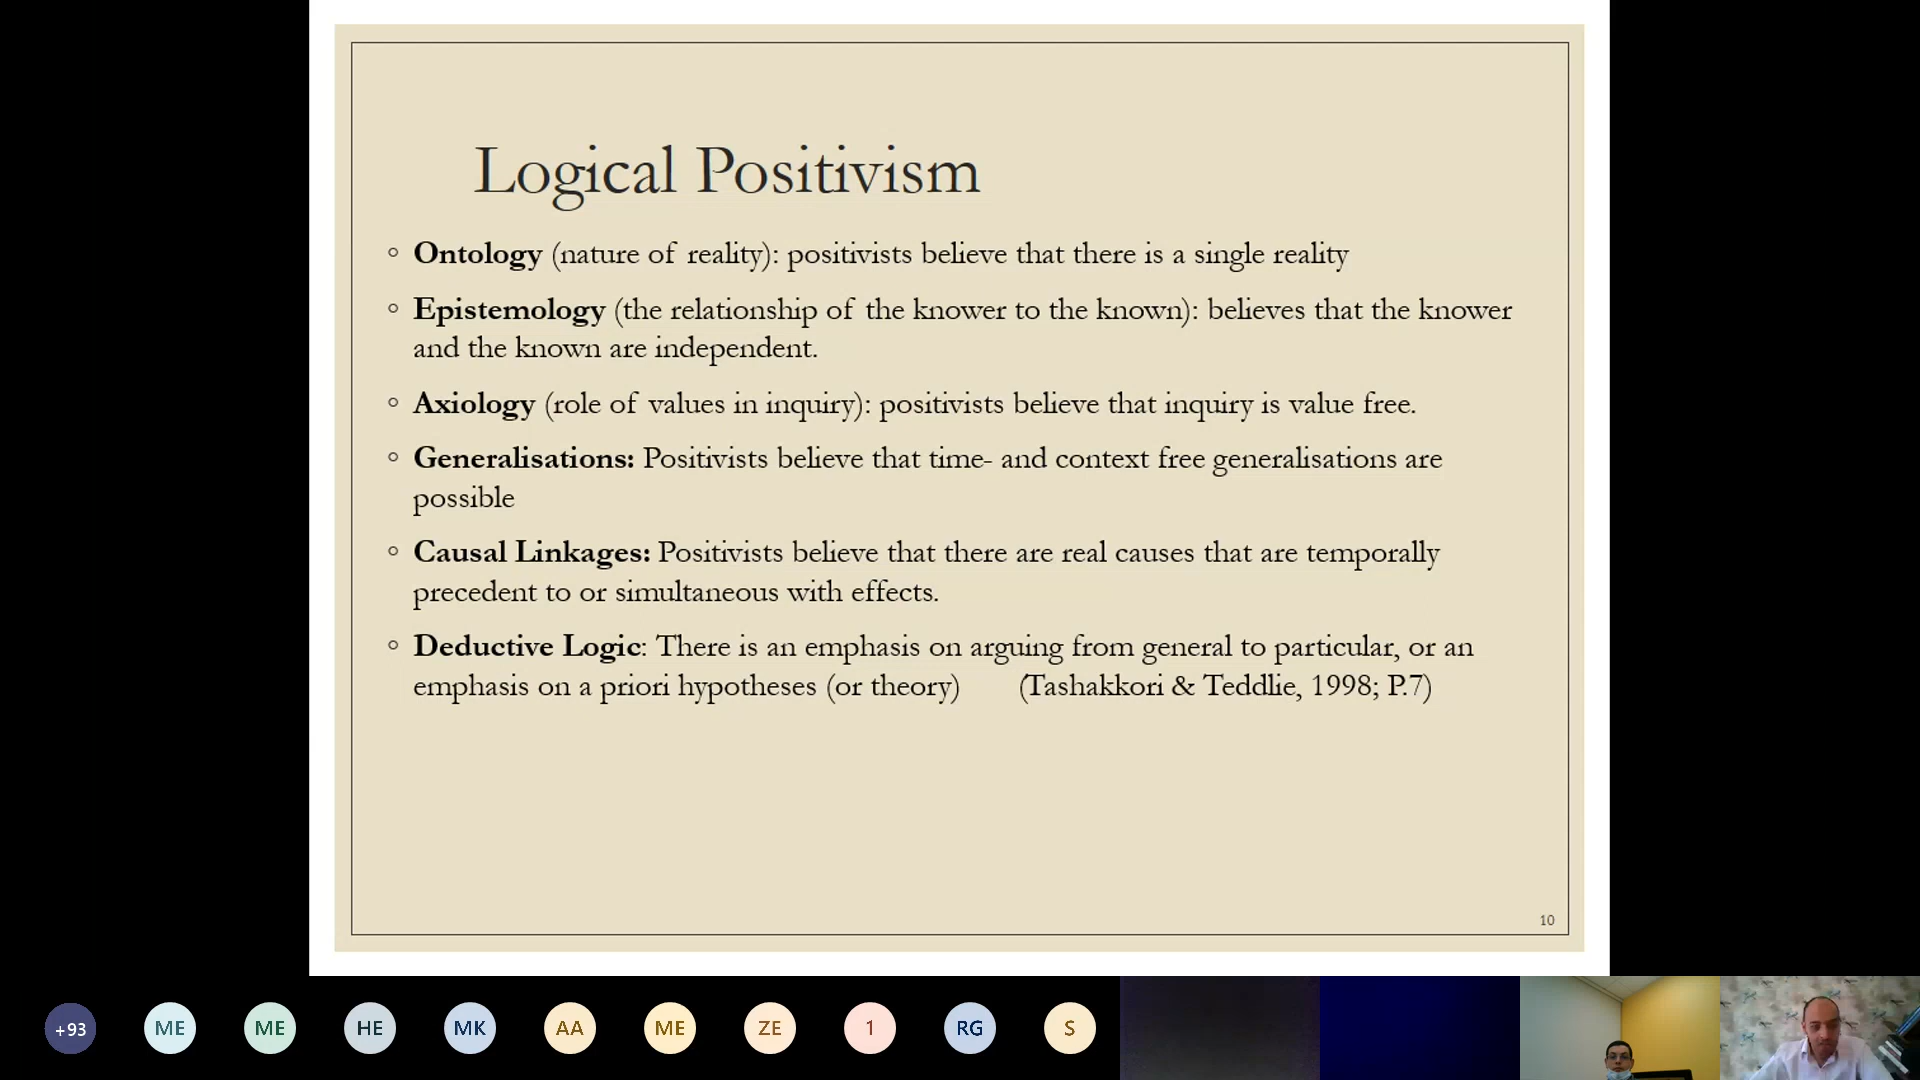 Logical Positivism
◦ Ontology (nature of reality): positivists believe that there is a single reality
◦ Epistemology (the relationship of the knower to the known): believes that the knower
and the known are independent.
◦ Axiology (role of values in inquiry): positivists believe that inquiry is value free.
◦ Generalisations: Positivists believe that time- and context free generalisations are
possible
◦ Causal Linkages: Positivists believe that there are real causes that are temporally
precedent to or simultaneous with effects.
◦ Deductive Logic: There is an emphasis on arguing from general to particular, or an
emphasis on a priori hypotheses (or theory) (Tashakkori & Teddlie, 1998; P.7)
10
+93 ME ME HE MK AA ME ZE 1 RG S